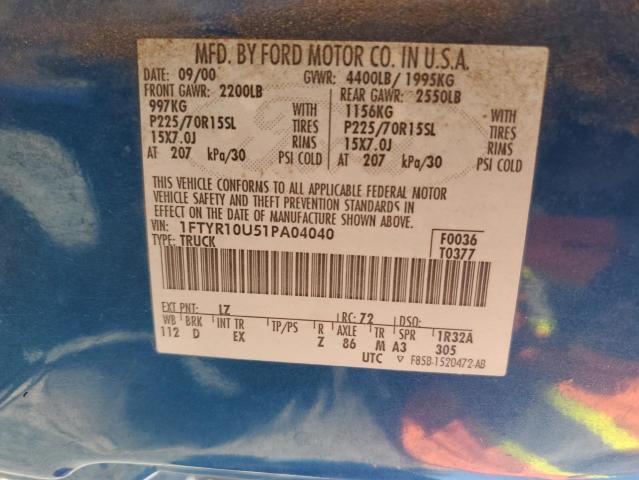 MFD. BY FORD MOTOR CO. IN U.S.A.
DATE: 09/00 GVWR: 4400LB/ 1995KG
FRONT GAWR: 2200LB REAR GAWR: 2550LB
997KG WITH 1156KG WITH
P225/70R15SL TIRES P225/70R15SL TIRES
15X7.0J RIMS 15X7.0J RIMS
AT 207 kPa/30 PSI COLD AT 207 kPa/30 PSI COLD
THIS VEHICLE CONFORMS TO ALL APPLICABLE FEDERAL MOTOR
VEHICLE SAFETY AND THEFT PREVENTION STANDARDS IN
EFFECT ON THE DATE OF MANUFACTURE SHOWN ABOVE.
VIN: 1FTYR10U51PA04040 F0036
TYPE: TRUCK T0377
EXT PNT: LZ RC: 72 DSO:
WB BRK INT TR TP/PS R AXLE TR SPR 1R32A
112 D EX Z 86 M A3 305
UTC ▽ F85B-1520472-AB